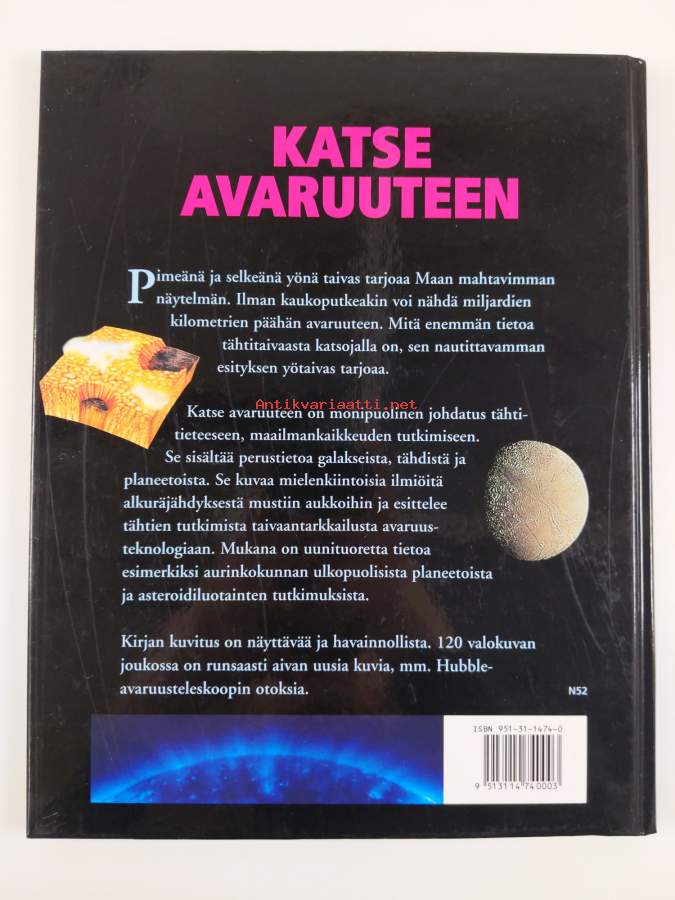 KATSE
AVARUUTEEN
Pimeänä ja selkeänä yönä taivas tarjoaa Maan mahtavimman
näytelmän. Ilman kaukoputkeakin voi nähdä miljardien
kilometrien päähän avaruuteen. Mitä enemmän tietoa
tähtitaivaasta katsojalla on, sen nautittavamman
esityksen yötaivas tarjoaa.
Antikvariaatti.net
Katse avaruuteen on monipuolinen johdatus tähti-
tieteeseen, maailmankaikkeuden tutkimiseen.
Se sisältää perustietoa galakseista, tähdistä ja
planeetoista. Se kuvaa mielenkiintoisia ilmiöitä
alkuräjähdyksestä mustiin aukkoihin ja esittelee
tähtien tutkimista taivaantarkkailusta avaruus-
teknologiaan. Mukana on uunituoretta tietoa
esimerkiksi aurinkokunnan ulkopuolisista planeetoista
ja asteroidiluotainten tutkimuksista.
Kirjan kuvitus on näyttävää ja havainnollista. 120 valokuvan
joukossa on runsaasti aivan uusia kuvia, mm. Hubble-
avaruusteleskoopin otoksia.
N52
ISBN 951-31-1474-0
9 513114 740003